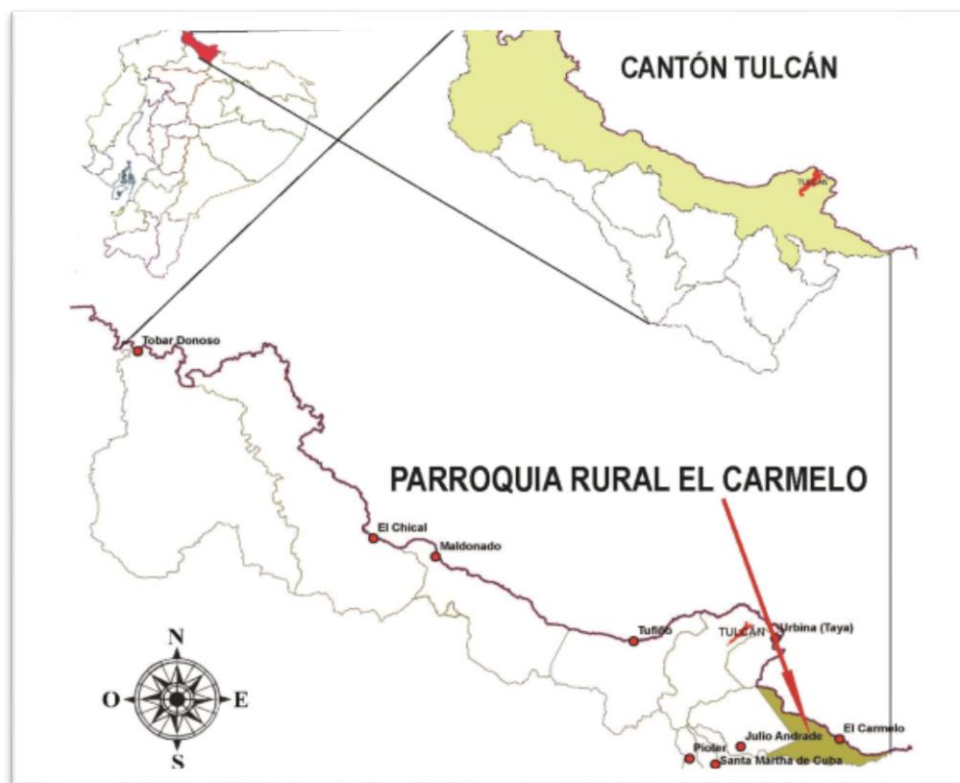 CANTÓN TULCÁN
TULCAN
Tobar Donoso
PARROQUIA RURAL EL CARMELO
El Chical
Maldonado
Tufiño
TULCÁN
Urbina (Taya)
El Carmelo
Julio Andrade
Pioter
Santa Martha de Cuba
N
O
E
S